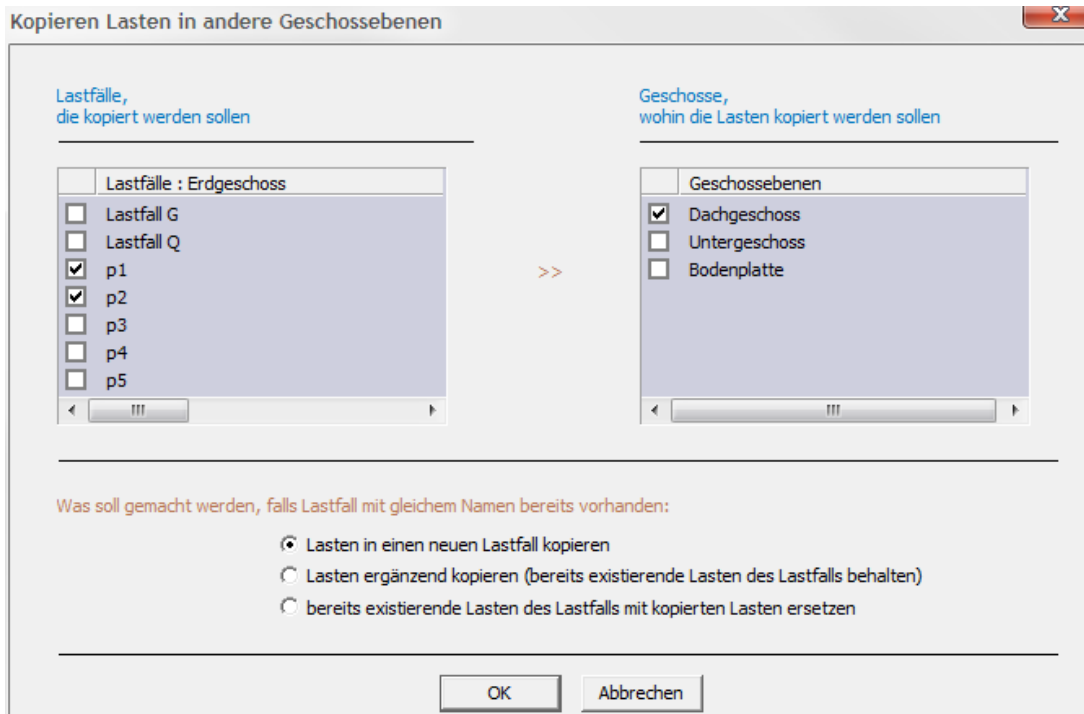 Kopieren Lasten in andere Geschossebenen
X
Lastfälle,
die kopiert werden sollen
Geschosse,
wohin die Lasten kopiert werden sollen
Lastfälle : Erdgeschoss
Lastfall G
Lastfall Q
p1
p2
p3
p4
p5
>>
Geschossebenen
Dachgeschoss
Untergeschoss
Bodenplatte
Was soll gemacht werden, falls Lastfall mit gleichem Namen bereits vorhanden:
Lasten in einen neuen Lastfall kopieren
Lasten ergänzend kopieren (bereits existierende Lasten des Lastfalls behalten)
bereits existierende Lasten des Lastfalls mit kopierten Lasten ersetzen
OK
Abbrechen